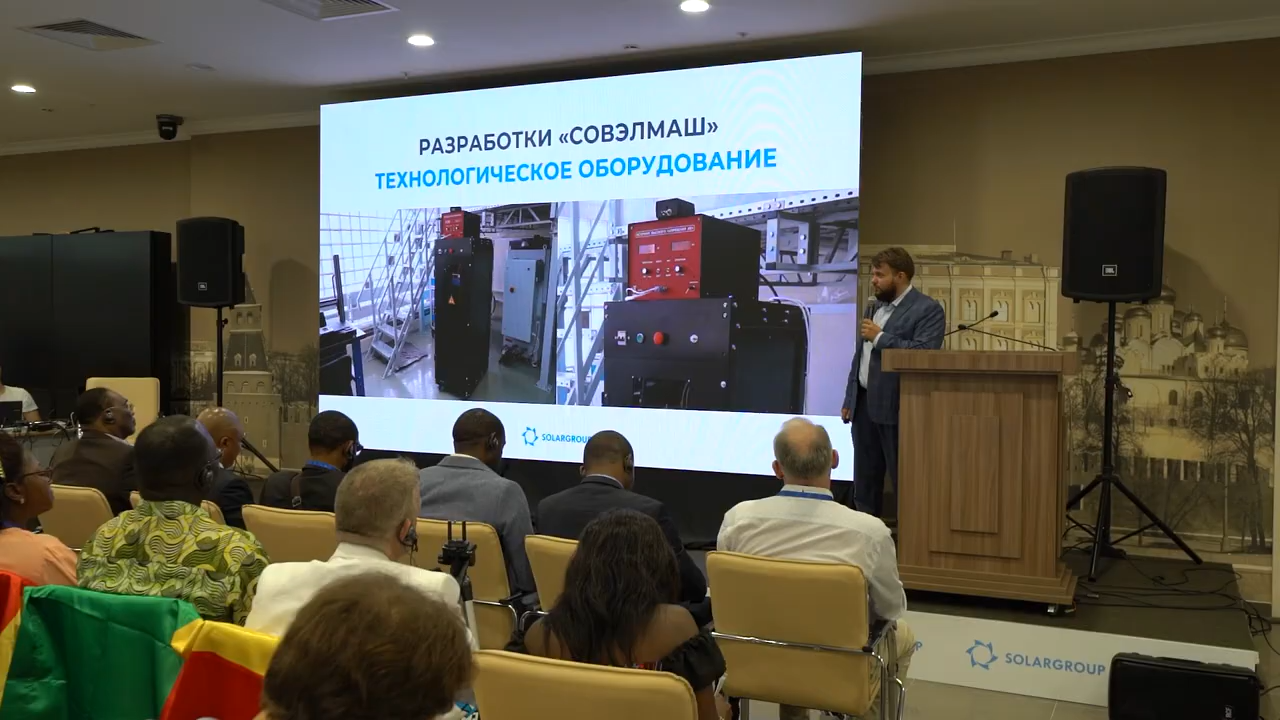 РАЗРАБОТКИ «СОВЭЛМАШ»
ТЕХНОЛОГИЧЕСКОЕ ОБОРУДОВАНИЕ
SOLARGROUP
JBL
JBL
SOLARGROUP